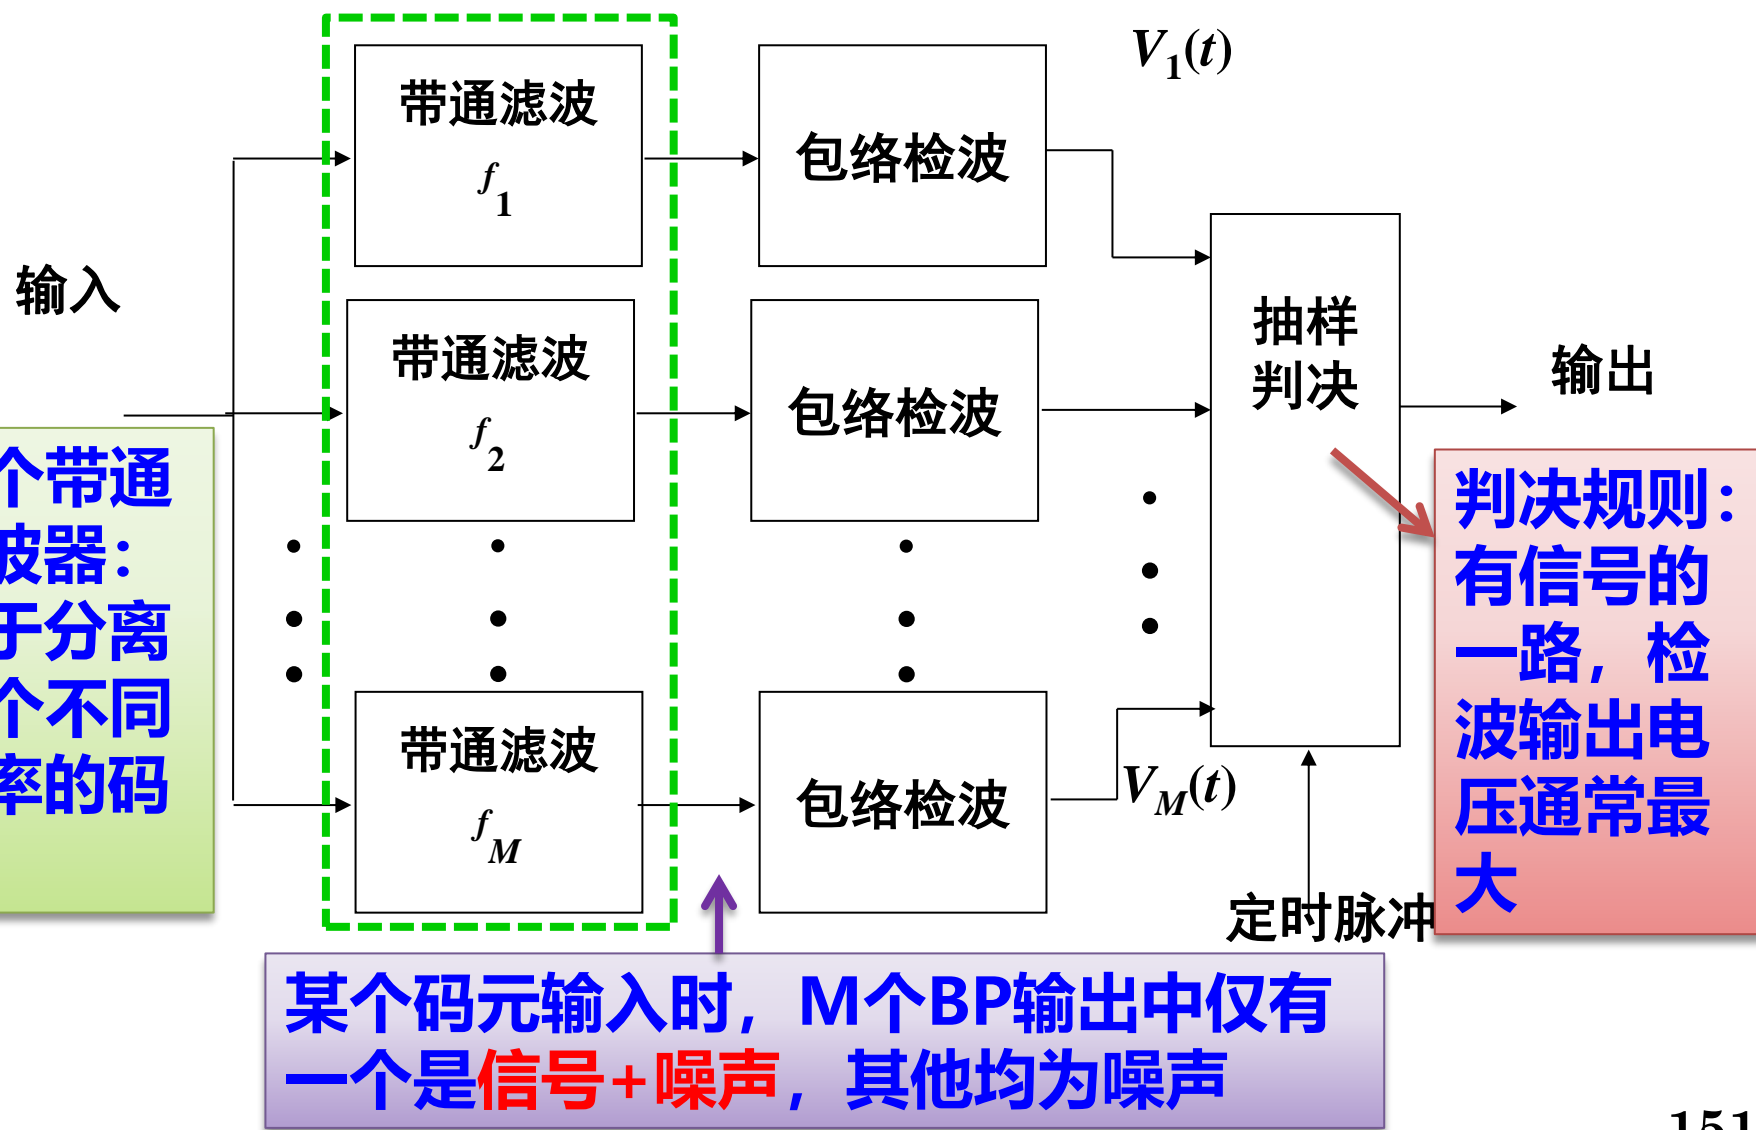 带通滤波
f1
包络检波
V1(t)
输入
带通滤波
f2
包络检波
抽样
判决
输出
个带通
波器：
于分离
个不同
率的码
判决规则：
有信号的
一路，检
波输出电
压通常最
大
带通滤波
fM
包络检波
VM(t)
定时脉冲
某个码元输入时，M个BP输出中仅有
一个是信号+噪声，其他均为噪声
151